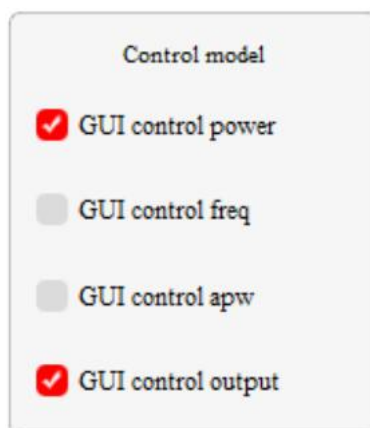 Control model
GUI control power
GUI control freq
GUI control apw
GUI control output